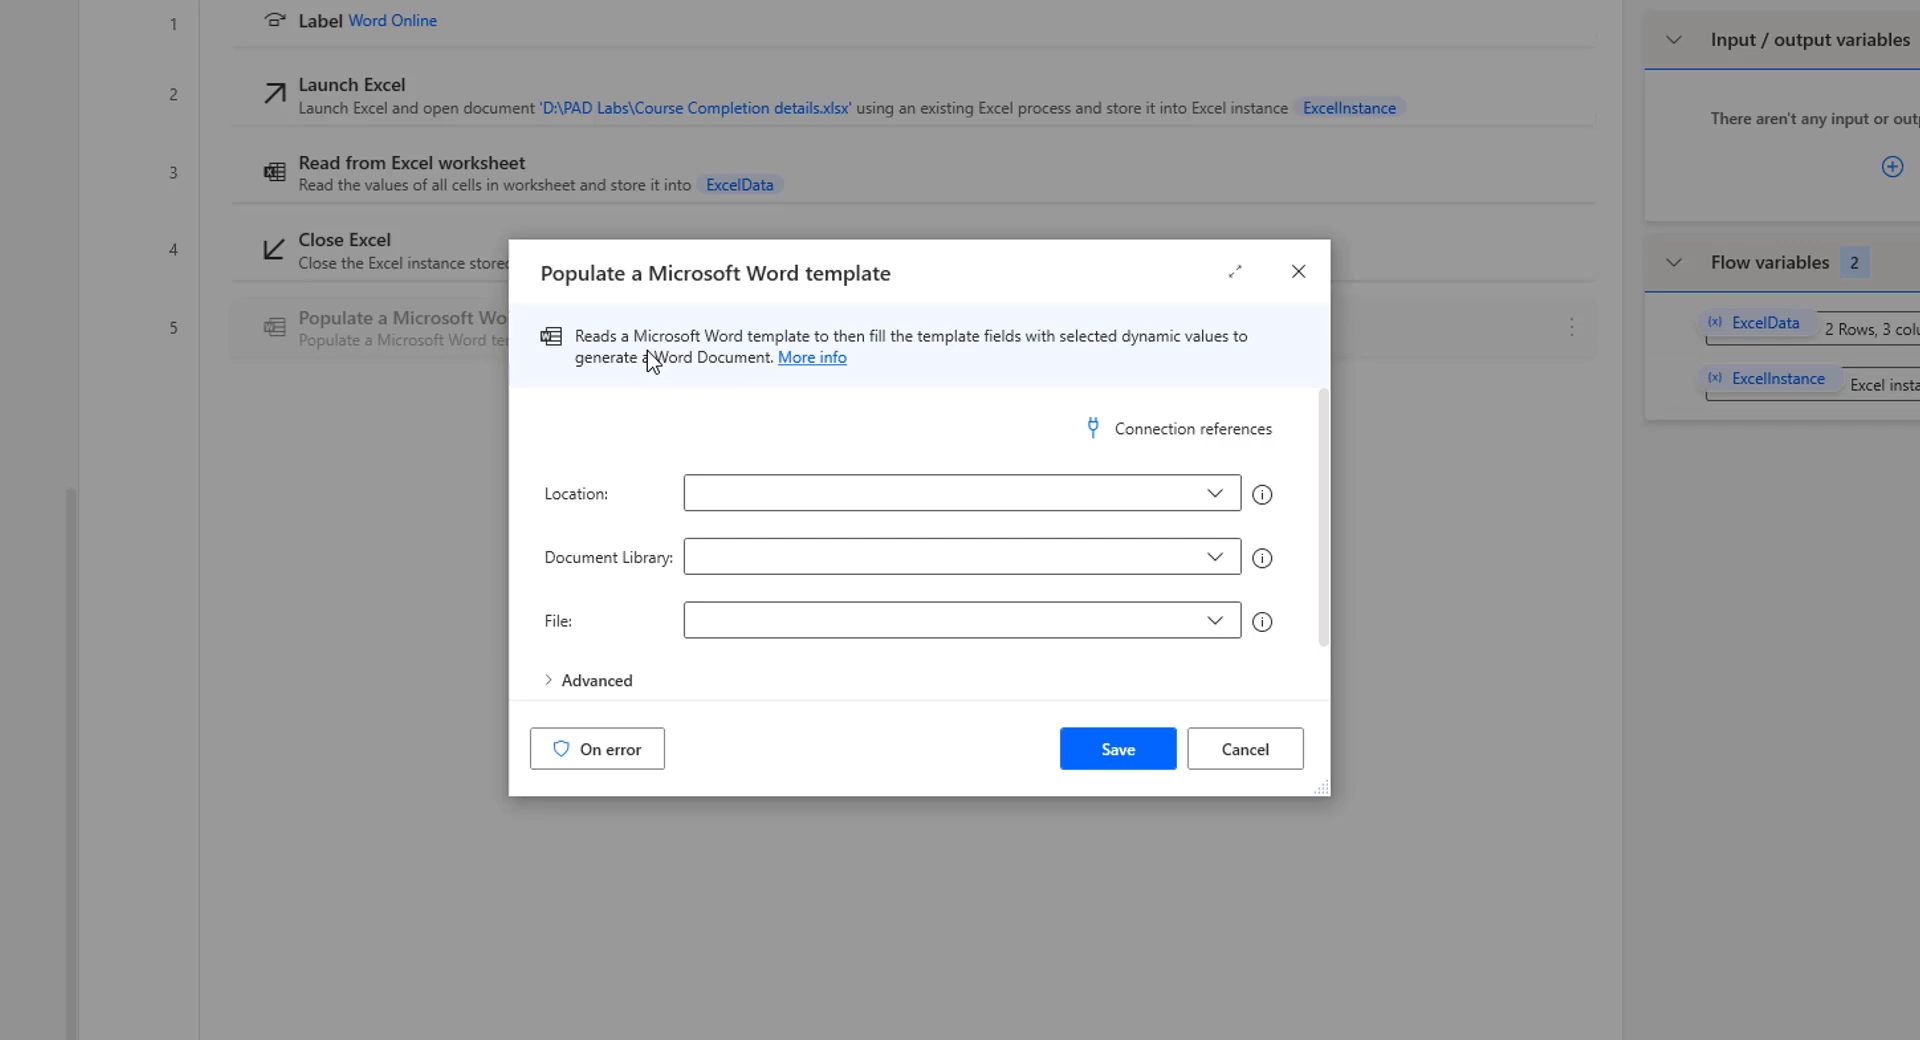 1
Label Word Online
2
Launch Excel
Launch Excel and open document 'D:\PAD Labs\Course Completion details.xlsx' using an existing Excel process and store it into Excel instance ExcelInstance
3
Read from Excel worksheet
Read the values of all cells in worksheet and store it into ExcelData
4
Close Excel
Close the Excel instance store
5
Populate a Microsoft Wo
Populate a Microsoft Word ter
Populate a Microsoft Word template
Reads a Microsoft Word template to then fill the template fields with selected dynamic values to
generate a Word Document. More info
Connection references
Location:
Document Library:
File:
Advanced
On error
Save
Cancel
Input / output variables
There aren't any input or outp
Flow variables 2
(x) ExcelData 2 Rows, 3 colu
(x) ExcelInstance Excel insta